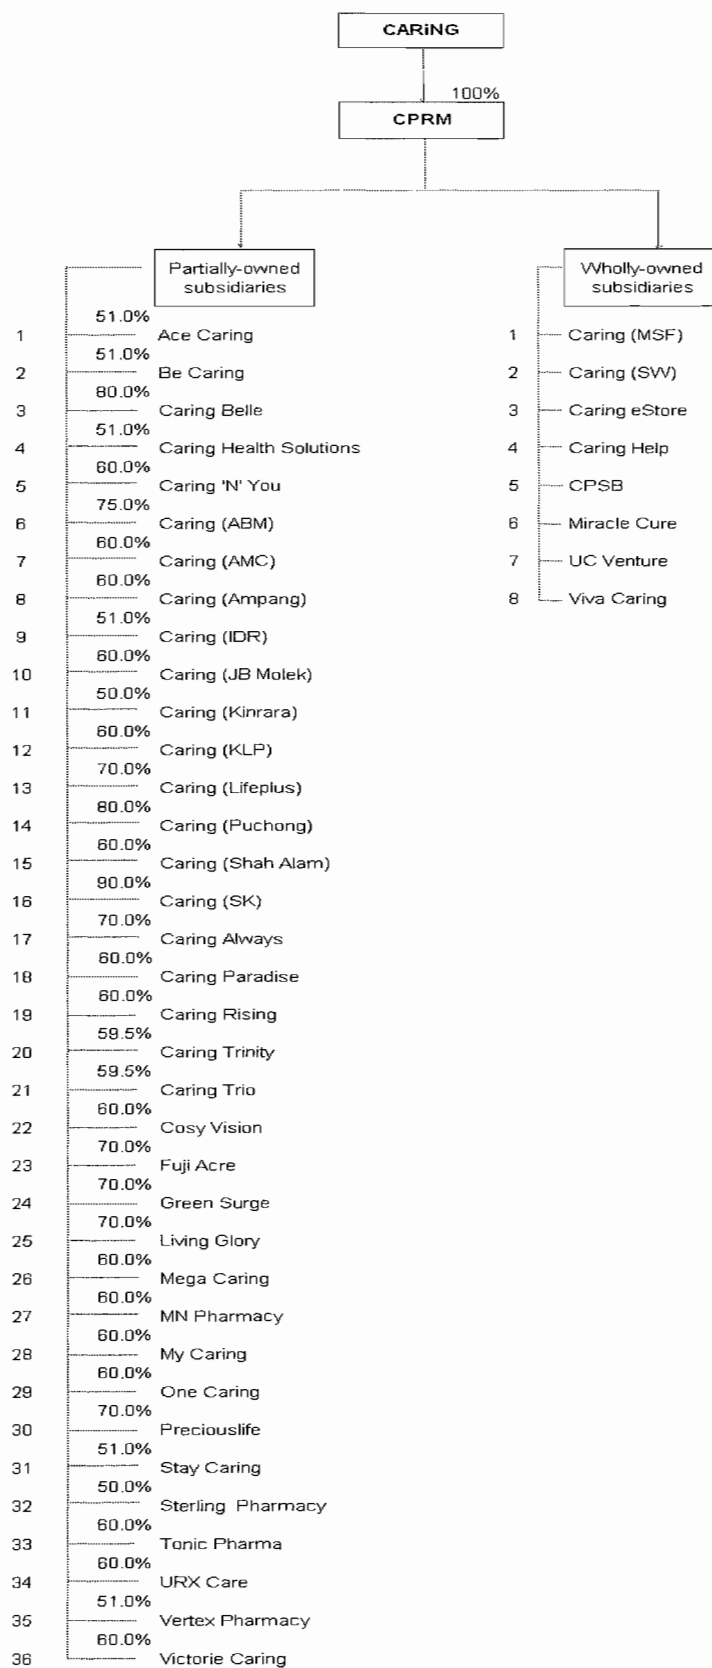 CARiNG
100%
CPRM
Partially-owned
subsidiaries
51.0%
1 Ace Caring
51.0%
2 Be Caring
80.0%
3 Caring Belle
51.0%
4 Caring Health Solutions
60.0%
5 Caring 'N' You
75.0%
6 Caring (ABM)
60.0%
7 Caring (AMC)
60.0%
8 Caring (Ampang)
51.0%
9 Caring (IDR)
60.0%
10 Caring (JB Molek)
50.0%
11 Caring (Kinrara)
60.0%
12 Caring (KLP)
70.0%
13 Caring (Lifeplus)
80.0%
14 Caring (Puchong)
60.0%
15 Caring (Shah Alam)
90.0%
16 Caring (SK)
70.0%
17 Caring Always
60.0%
18 Caring Paradise
60.0%
19 Caring Rising
59.5%
20 Caring Trinity
59.5%
21 Caring Trio
60.0%
22 Cosy Vision
70.0%
23 Fuji Acre
70.0%
24 Green Surge
70.0%
25 Living Glory
60.0%
26 Mega Caring
60.0%
27 MN Pharmacy
60.0%
28 My Caring
60.0%
29 One Caring
70.0%
30 Preciouslife
51.0%
31 Stay Caring
50.0%
32 Sterling Pharmacy
60.0%
33 Tonic Pharma
60.0%
34 URX Care
51.0%
35 Vertex Pharmacy
60.0%
36 Victorie Caring
Wholly-owned
subsidiaries
1 Caring (MSF)
2 Caring (SW)
3 Caring eStore
4 Caring Help
5 CPSB
6 Miracle Cure
7 UC Venture
8 Viva Caring